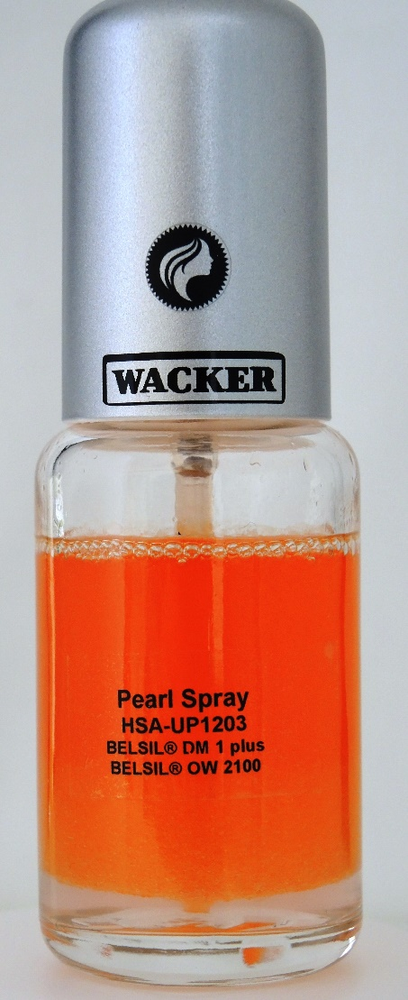 WACKER
Pearl Spray
HSA-UP1203
BELSIL® DM 1 plus
BELSIL® OW 2100